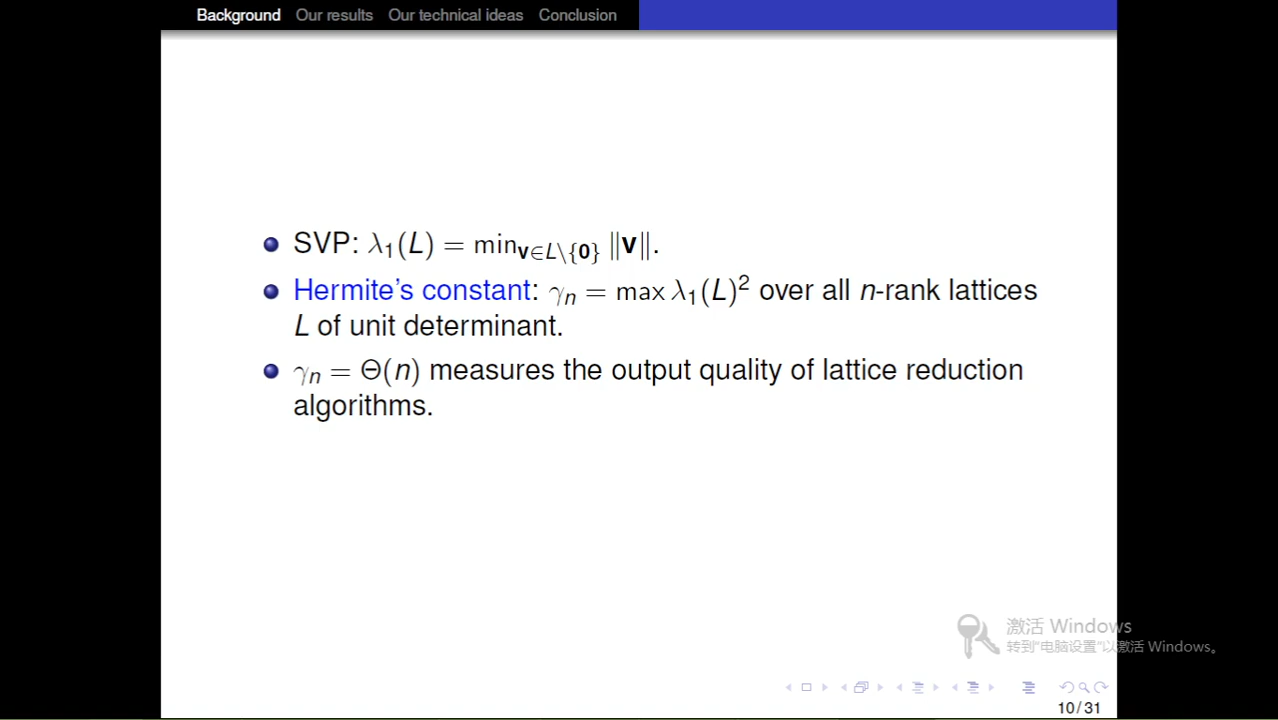 Background Our results Our technical ideas Conclusion
SVP: λ₁(L) = min_{v∈L\{0}} ‖v‖.
Hermite's constant: γₙ = max λ₁(L)² over all n-rank lattices
L of unit determinant.
γₙ = Θ(n) measures the output quality of lattice reduction
algorithms.
激活 Windows
转到“电脑设置”以激活 Windows。
10/31